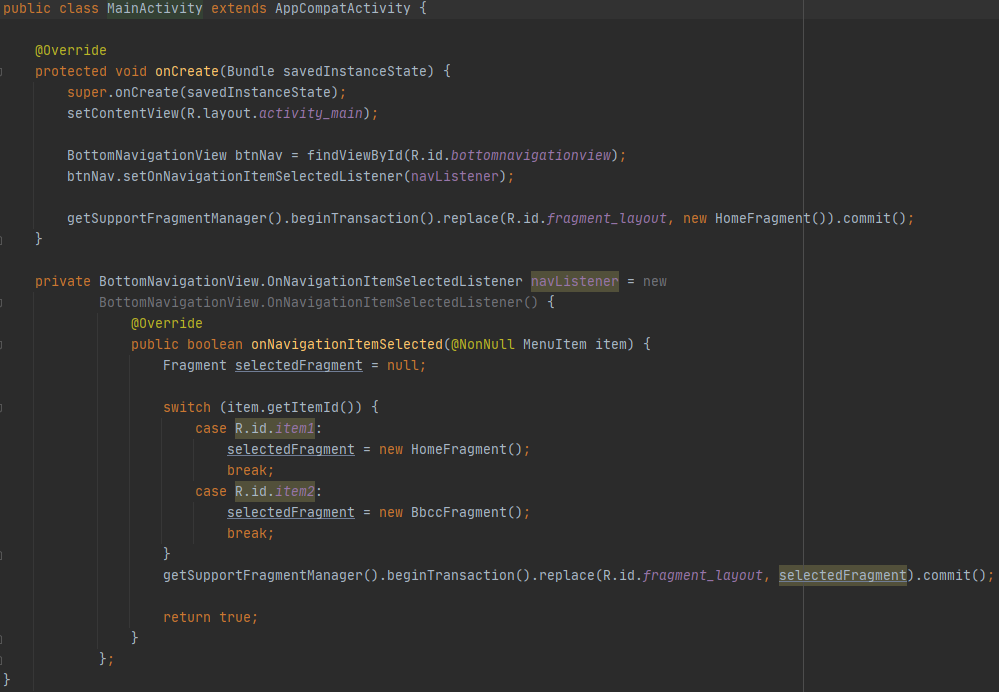 public class MainActivity extends AppCompatActivity {
@Override
protected void onCreate(Bundle savedInstanceState) {
super.onCreate(savedInstanceState);
setContentView(R.layout.activity_main);
BottomNavigationView btnNav = findViewById(R.id.bottomnavigationview);
btnNav.setOnNavigationItemSelectedListener(navListener);
getSupportFragmentManager().beginTransaction().replace(R.id.fragment_layout, new HomeFragment()).commit();
}
private BottomNavigationView.OnNavigationItemSelectedListener navListener = new
BottomNavigationView.OnNavigationItemSelectedListener() {
@Override
public boolean onNavigationItemSelected(@NonNull MenuItem item) {
Fragment selectedFragment = null;
switch (item.getItemId()) {
case R.id.item1:
selectedFragment = new HomeFragment();
break;
case R.id.item2:
selectedFragment = new BbccFragment();
break;
}
getSupportFragmentManager().beginTransaction().replace(R.id.fragment_layout, selectedFragment).commit();
return true;
}
};
}